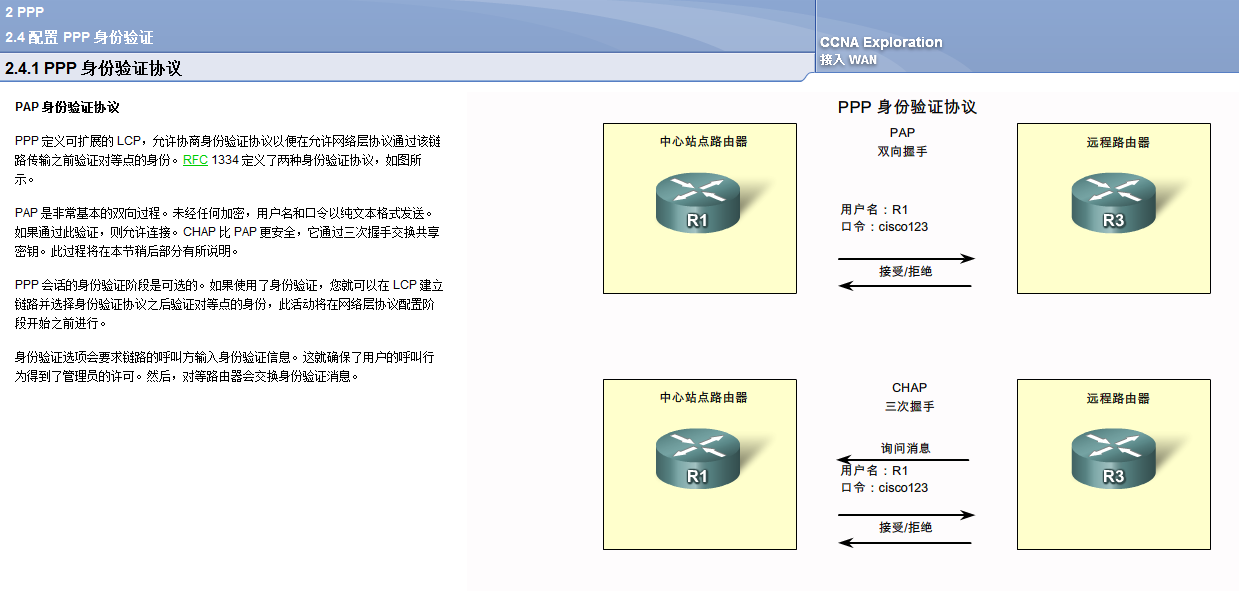 2 PPP
2.4 配置 PPP 身份验证
CCNA Exploration
接入 WAN
2.4.1 PPP 身份验证协议
PAP 身份验证协议
PPP 定义可扩展的 LCP，允许协商身份验证协议以便在允许网络层协议通过该链
路传输之前验证对等点的身份。RFC 1334 定义了两种身份验证协议，如图所
示。
PAP 是非常基本的双向过程。未经任何加密，用户名和口令以纯文本格式发送。
如果通过此验证，则允许连接。CHAP 比 PAP 更安全，它通过三次握手交换共享
密钥。此过程将在本节稍后部分有所说明。
PPP 会话的身份验证阶段是可选的。如果使用了身份验证，您就可以在 LCP 建立
链路并选择身份验证协议之后验证对等点的身份，此活动将在网络层协议配置阶
段开始之前进行。
身份验证选项会要求链路的呼叫方输入身份验证信息。这就确保了用户的呼叫行
为得到了管理员的许可。然后，对等路由器会交换身份验证消息。
PPP 身份验证协议
中心站点路由器
R1
PAP
双向握手
用户名：R1
口令：cisco123
接受/拒绝
远程路由器
R3
中心站点路由器
R1
CHAP
三次握手
询问消息
用户名：R1
口令：cisco123
接受/拒绝
远程路由器
R3